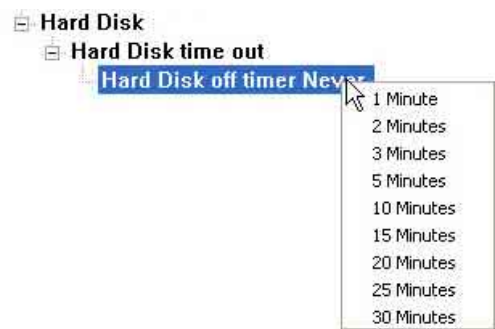 Hard Disk
Hard Disk time out
Hard Disk off timer Never
1 Minute
2 Minutes
3 Minutes
5 Minutes
10 Minutes
15 Minutes
20 Minutes
25 Minutes
30 Minutes